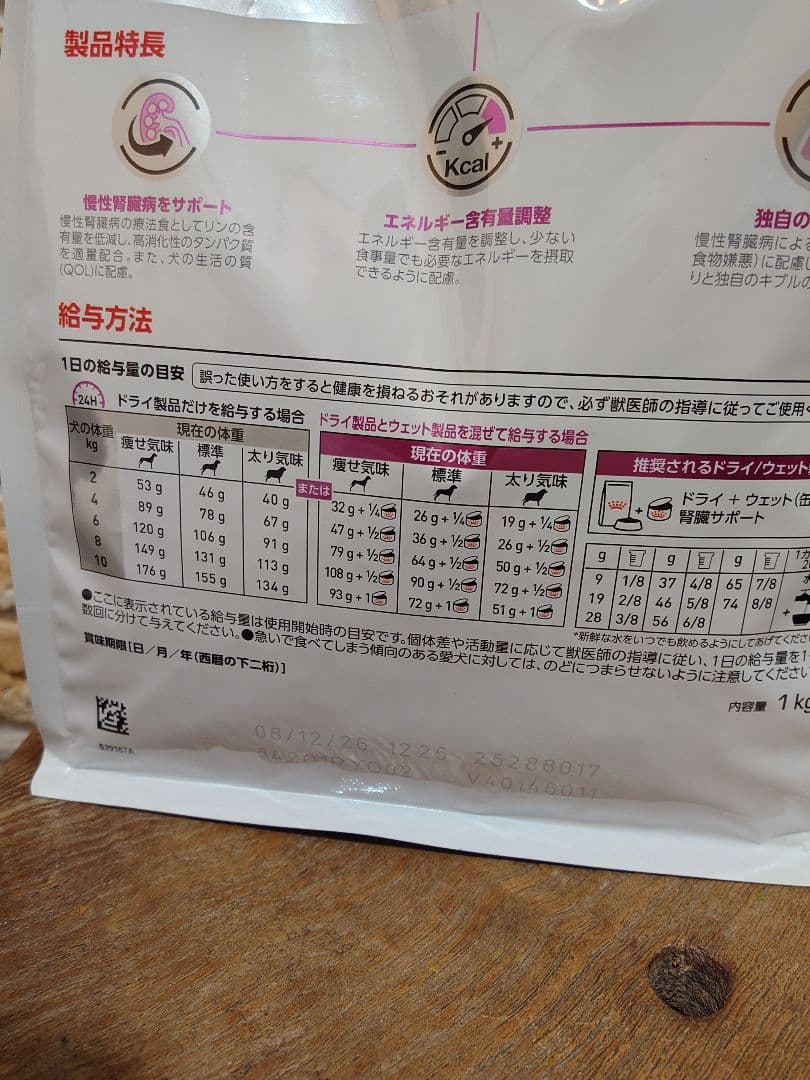 製品特長
Kcal
慢性腎臓病をサポート
慢性腎臓病の療法食としてリンの含
有量を低減し、高消化性のタンパク質
を適量配合。また、犬の生活の質
(QOL)に配慮。
エネルギー含有量調整
エネルギー含有量を調整し、少ない
食事量でも必要なエネルギーを摂取
できるように配慮。
独自の
慢性腎臓病による
食物嫌悪)に配慮
りと独自のキブルの
給与方法
1日の給与量の目安
誤った使い方をすると健康を損ねるおそれがありますので、必ず獣医師の指導に従ってご使用
24H
ドライ製品だけを給与する場合
犬の体重 kg
現在の体重
痩せ気味 標準 太り気味
2 53 g 46 g 40 g
4 89 g 78 g 67 g
6 120 g 106 g 91 g
8 149 g 131 g 113 g
10 176 g 155 g 134 g
または
ドライ製品とウェット製品を混ぜて給与する場合
現在の体重
痩せ気味 標準 太り気味
32 g + 1/4 26 g + 1/4 19 g + 1/4
47 g + 1/2 36 g + 1/2 26 g + 1/2
79 g + 1/2 64 g + 1/2 50 g + 1/2
108 g + 1/2 90 g + 1/2 72 g + 1/2
93 g + 1 72 g + 1 51 g + 1
推奨されるドライ/ウェット
ドライ + ウェット(缶
腎臓サポート
g g g
9 1/8 37 4/8 65 7/8
19 2/8 46 5/8 74 8/8
28 3/8 56 6/8
*新鮮な水をいつでも飲めるようにしてあげてくださ
●ここに表示されている給与量は使用開始時の目安です。個体差や活動量に応じて獣医師の指導に従い、1日の給与量を1
数回に分けて与えてください。●急いで食べてしまう傾向のある愛犬に対しては、のどにつまらせないように注意してください
賞味期限[日/月/年(西暦の下二桁)]
内容量 1 kg
08/12/26 12:25 25288017
V40146011